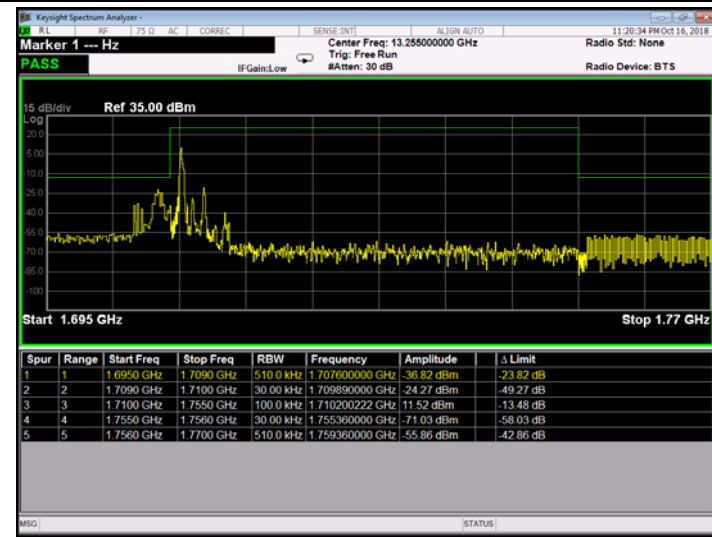 Keysight Spectrum Analyzer -
RL RF 75 Ω AC CORREC SENSE:INT ALIGN AUTO 11:20:34 PM Oct 16, 2018
Marker 1 --- Hz Center Freq: 13.255000000 GHz Radio Std: None
Trig: Free Run
PASS IFGain:Low #Atten: 30 dB Radio Device: BTS
15 dB/div Ref 35.00 dBm
Log
20.0
5.00
-10.0
-25.0
-40.0
-55.0
-70.0
-85.0
-100
Start 1.695 GHz Stop 1.77 GHz
Spur Range Start Freq Stop Freq RBW Frequency Amplitude Δ Limit
1 1 1.6950 GHz 1.7090 GHz 510.0 kHz 1.707600000 GHz -36.82 dBm -23.82 dB
2 2 1.7090 GHz 1.7100 GHz 30.00 kHz 1.709890000 GHz -24.27 dBm -49.27 dB
3 3 1.7100 GHz 1.7550 GHz 100.0 kHz 1.710200222 GHz 11.52 dBm -13.48 dB
4 4 1.7550 GHz 1.7560 GHz 30.00 kHz 1.755360000 GHz -71.03 dBm -58.03 dB
5 5 1.7560 GHz 1.7700 GHz 510.0 kHz 1.759360000 GHz -55.86 dBm -42.86 dB
MSG STATUS